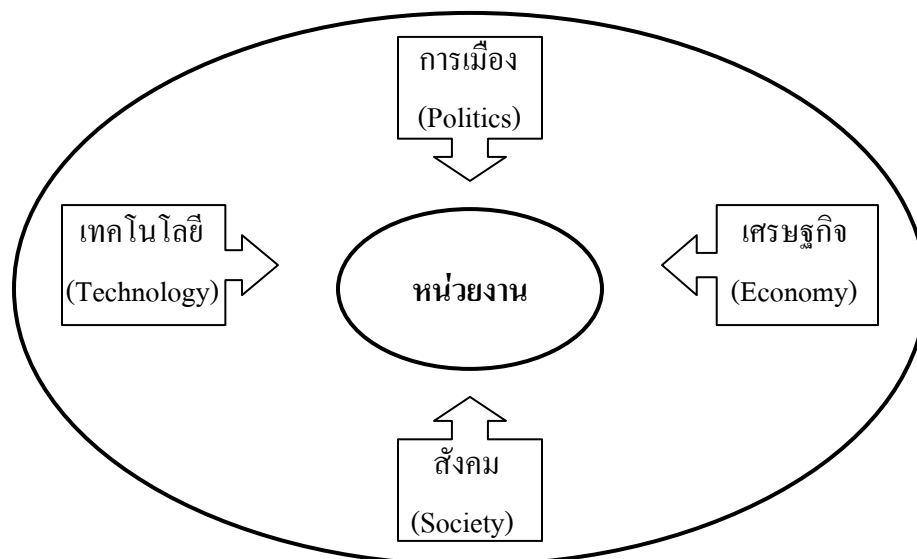 การเมือง
(Politics)
เทคโนโลยี
(Technology)
หน่วยงาน
เศรษฐกิจ
(Economy)
สังคม
(Society)